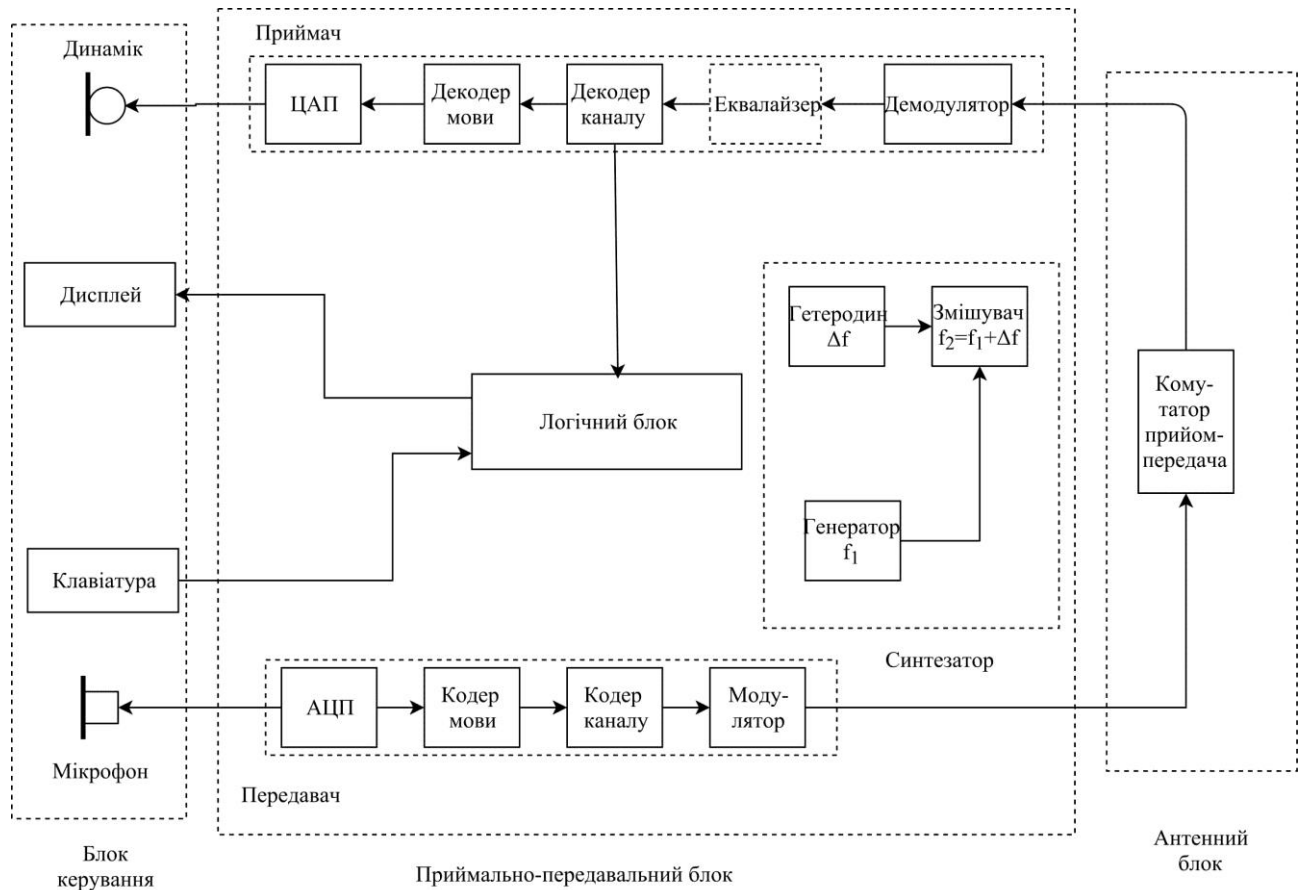 Приймач
Динамік
ЦАП
Декодер
мови
Декодер
каналу
Еквалайзер
Демодулятор
Дисплей
Гетеродин
Δf
Змішувач
f₂=f₁+Δf
Логічний блок
Кому-
татор
прийом-
передача
Генератор
f₁
Клавіатура
Синтезатор
АЦП
Кодер
мови
Кодер
каналу
Моду-
лятор
Мікрофон
Передавач
Блок
керування
Приймально-передавальний блок
Антенний
блок